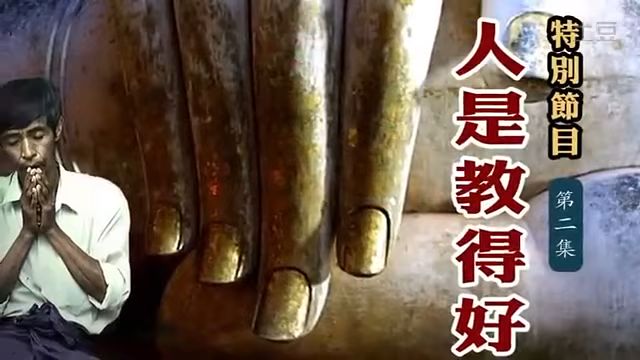 特別節目
人是教得好
第二集